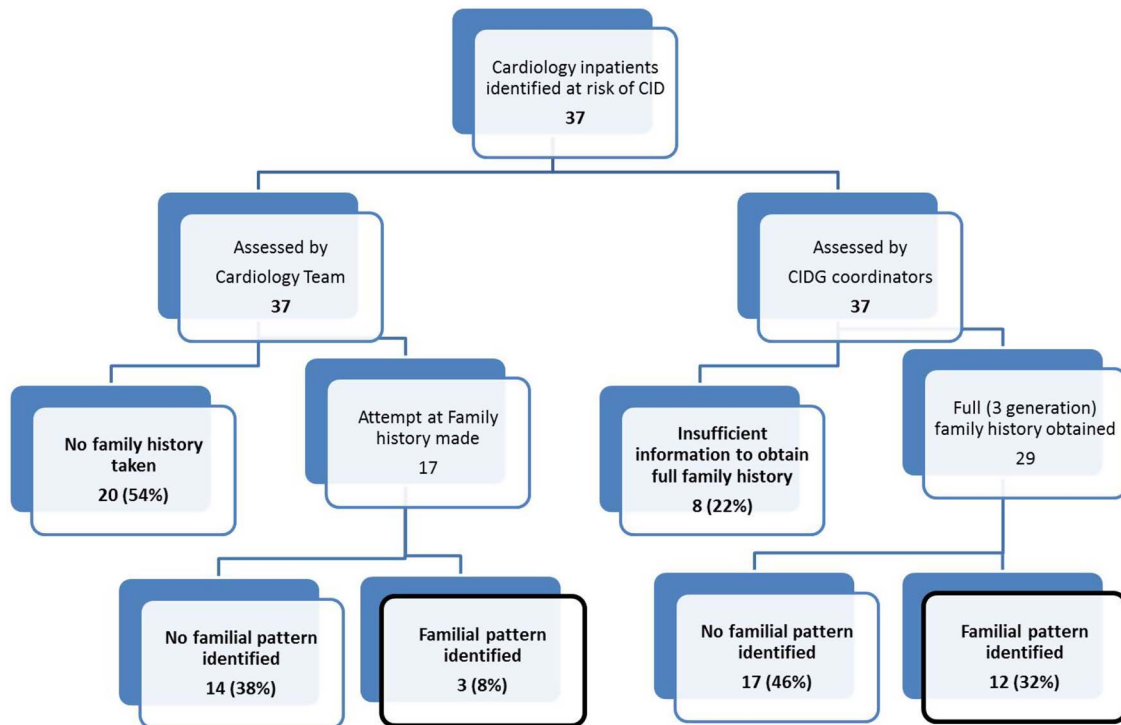 Cardiology inpatients
identified at risk of CID
37
Assessed by
Cardiology Team
37
Assessed by
CIDG coordinators
37
No family history
taken
20 (54%)
Attempt at Family
history made
17
Insufficient
information to obtain
full family history
8 (22%)
Full (3 generation)
family history obtained
29
No familial pattern
identified
14 (38%)
Familial pattern
identified
3 (8%)
No familial pattern
identified
17 (46%)
Familial pattern
identified
12 (32%)